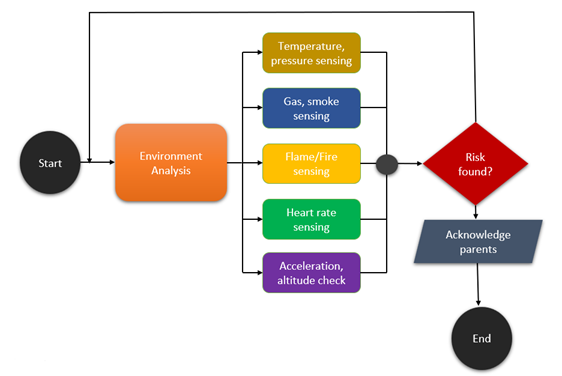 Start
Environment
Analysis
Temperature,
pressure sensing
Gas, smoke
sensing
Flame/Fire
sensing
Heart rate
sensing
Acceleration,
altitude check
Risk
found?
Acknowledge
parents
End